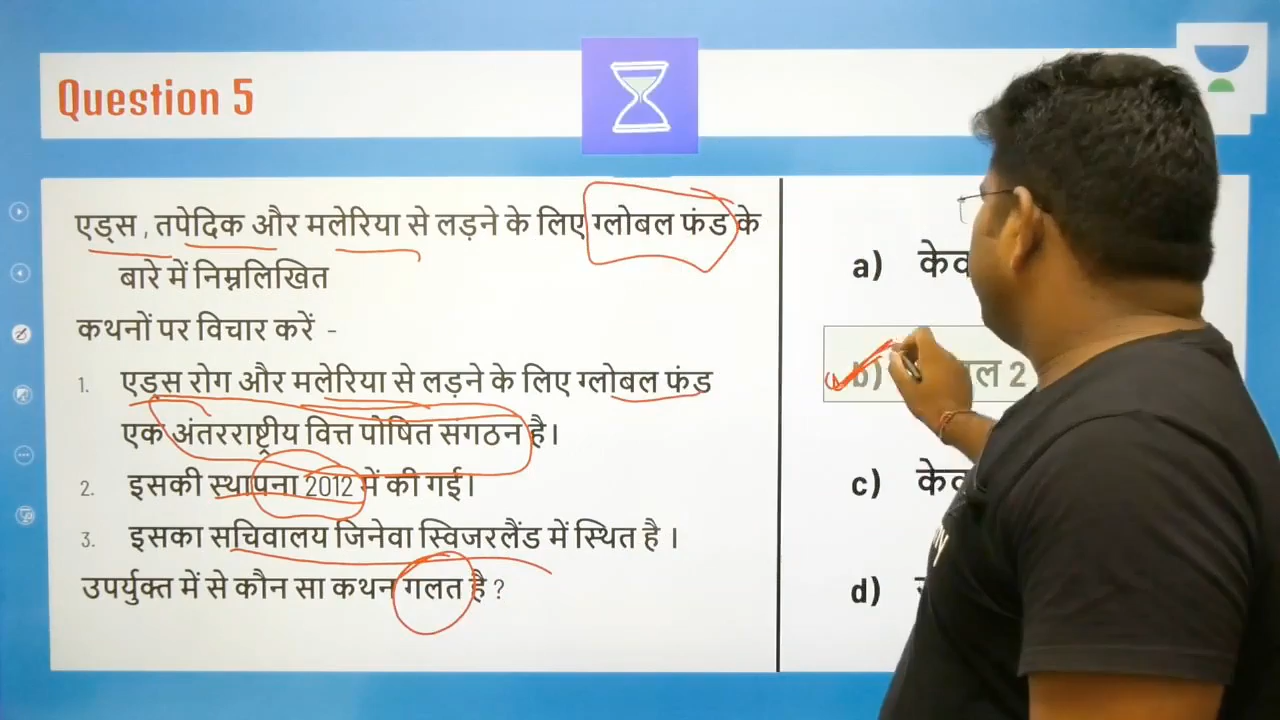 Question 5
एड्स , तपेदिक और मलेरिया से लड़ने के लिए ग्लोबल फंड के
बारे में निम्नलिखित
कथनों पर विचार करें -
1. एड्स रोग और मलेरिया से लड़ने के लिए ग्लोबल फंड
एक अंतरराष्ट्रीय वित्त पोषित संगठन है।
2. इसकी स्थापना 2012 में की गई।
3. इसका सचिवालय जिनेवा स्विजरलैंड में स्थित है ।
उपर्युक्त में से कौन सा कथन गलत है ?
a)
b) 2
c)
d)